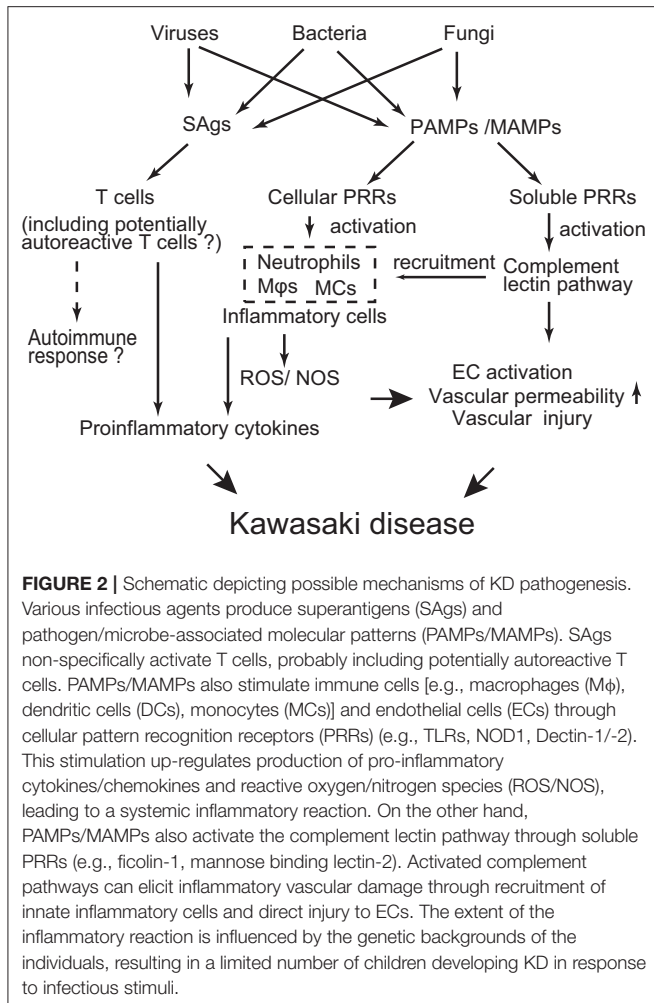 Viruses Bacteria Fungi
SAgs PAMPs /MAMPs
T cells Cellular PRRs Soluble PRRs
(including potentially
autoreactive T cells ?)
activation activation
Neutrophils
Mφs MCs
recruitment Complement
lectin pathway
Inflammatory cells
Autoimmune
response ?
ROS/ NOS
EC activation
Vascular permeability
Vascular injury
Proinflammatory cytokines
Kawasaki disease
FIGURE 2 | Schematic depicting possible mechanisms of KD pathogenesis.
Various infectious agents produce superantigens (SAgs) and
pathogen/microbe-associated molecular patterns (PAMPs/MAMPs). SAgs
non-specifically activate T cells, probably including potentially autoreactive T
cells. PAMPs/MAMPs also stimulate immune cells [e.g., macrophages (Mϕ),
dendritic cells (DCs), monocytes (MCs)] and endothelial cells (ECs) through
cellular pattern recognition receptors (PRRs) (e.g., TLRs, NOD1, Dectin-1/-2).
This stimulation up-regulates production of pro-inflammatory
cytokines/chemokines and reactive oxygen/nitrogen species (ROS/NOS),
leading to a systemic inflammatory reaction. On the other hand,
PAMPs/MAMPs also activate the complement lectin pathway through soluble
PRRs (e.g., ficolin-1, mannose binding lectin-2). Activated complement
pathways can elicit inflammatory vascular damage through recruitment of
innate inflammatory cells and direct injury to ECs. The extent of the
inflammatory reaction is influenced by the genetic backgrounds of the
individuals, resulting in a limited number of children developing KD in response
to infectious stimuli.